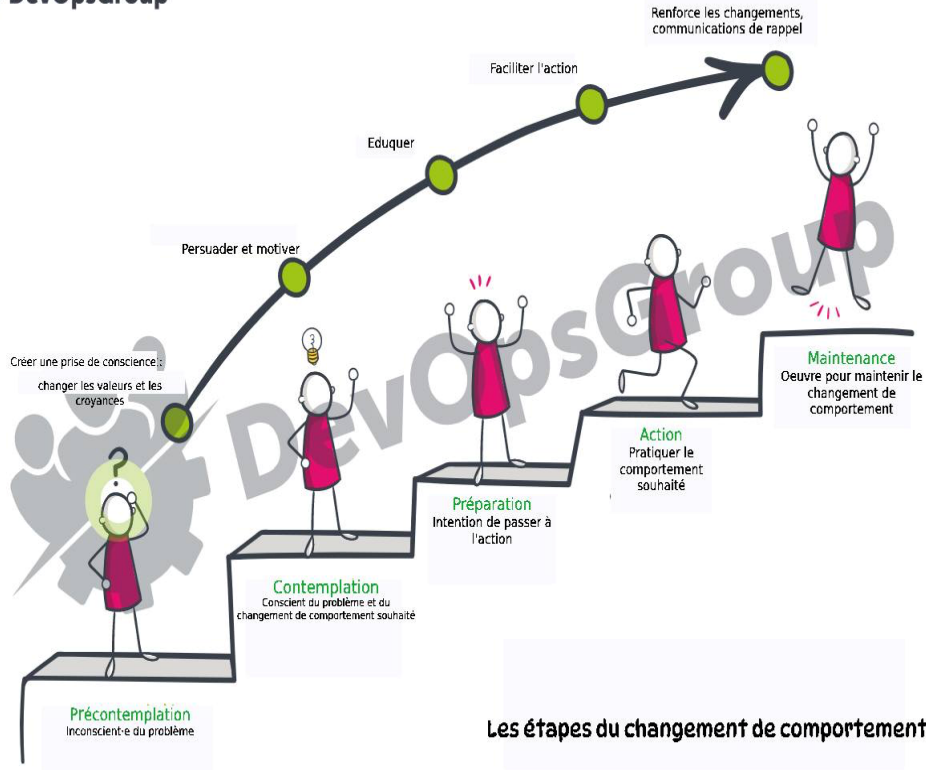 DevOpsGroup
Renforce les changements,
communications de rappel
Faciliter l'action
Eduquer
Persuader et motiver
Créer une prise de conscience :
changer les valeurs et les
croyances
DevOpsGroup
?
3
Maintenance
Oeuvre pour maintenir le
changement de
comportement
Action
Pratiquer le
comportement
souhaité
Préparation
Intention de passer à
l'action
Contemplation
Conscient du problème et du
changement de comportement souhaité
Précontemplation
Inconscient·e du problème
Les étapes du changement de comportement